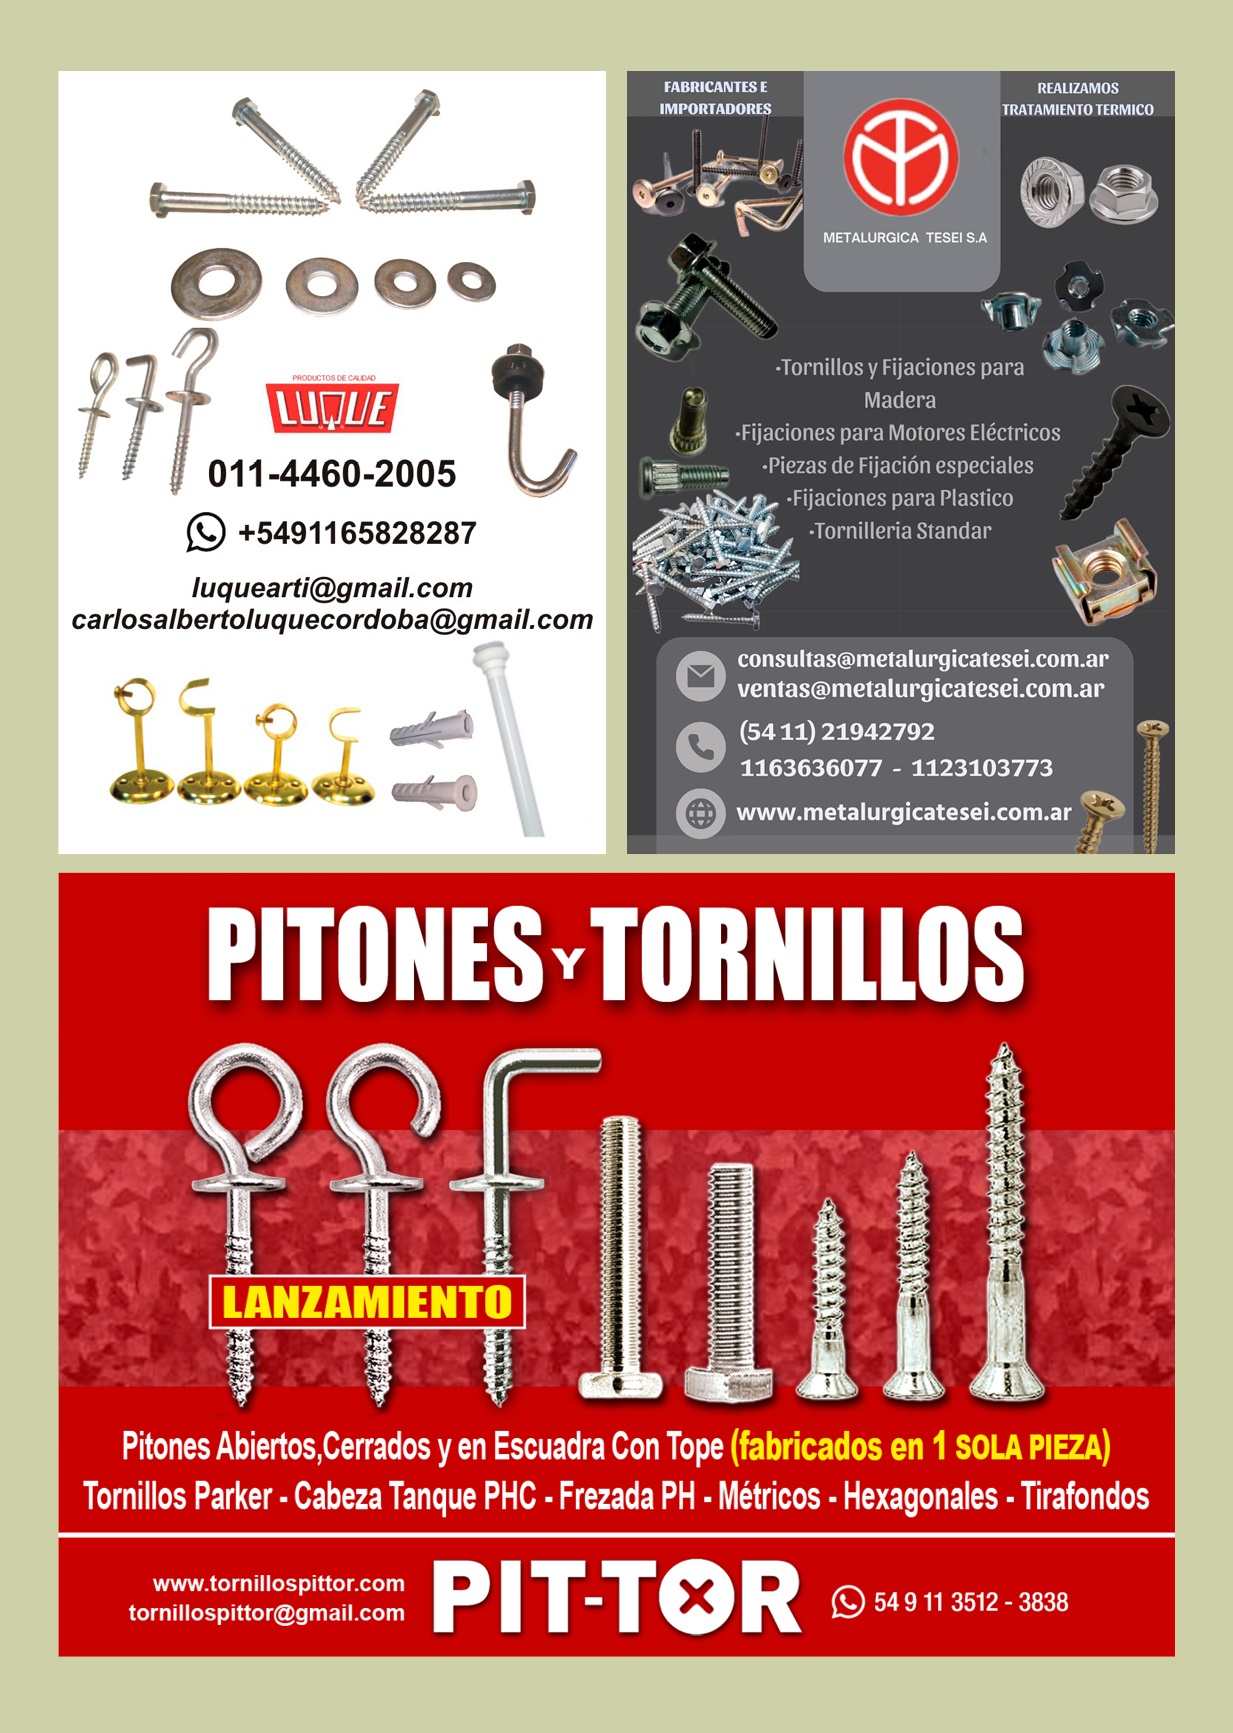 PRODUCTOS DE CALIDAD
LUQUE
011-4460-2005
+5491165828287
luquearti@gmail.com
carlosalbertoluquecordoba@gmail.com
FABRICANTES E
IMPORTADORES
METALURGICA TESEI S.A
REALIZAMOS
TRATAMIENTO TERMICO
•Tornillos y Fijaciones para
Madera
•Fijaciones para Motores Eléctricos
•Piezas de Fijación especiales
•Fijaciones para Plastico
•Tornilleria Standar
consultas@metalurgicatesei.com.ar
ventas@metalurgicatesei.com.ar
(54 11) 21942792
1163636077 - 1123103773
www.metalurgicatesei.com.ar
PITONES Y TORNILLOS
LANZAMIENTO
Pitones Abiertos,Cerrados y en Escuadra Con Tope (fabricados en 1 SOLA PIEZA)
Tornillos Parker - Cabeza Tanque PHC - Frezada PH - Métricos - Hexagonales - Tirafondos
www.tornillospittor.com
tornillospittor@gmail.com
PIT-TOR
54 9 11 3512 - 3838